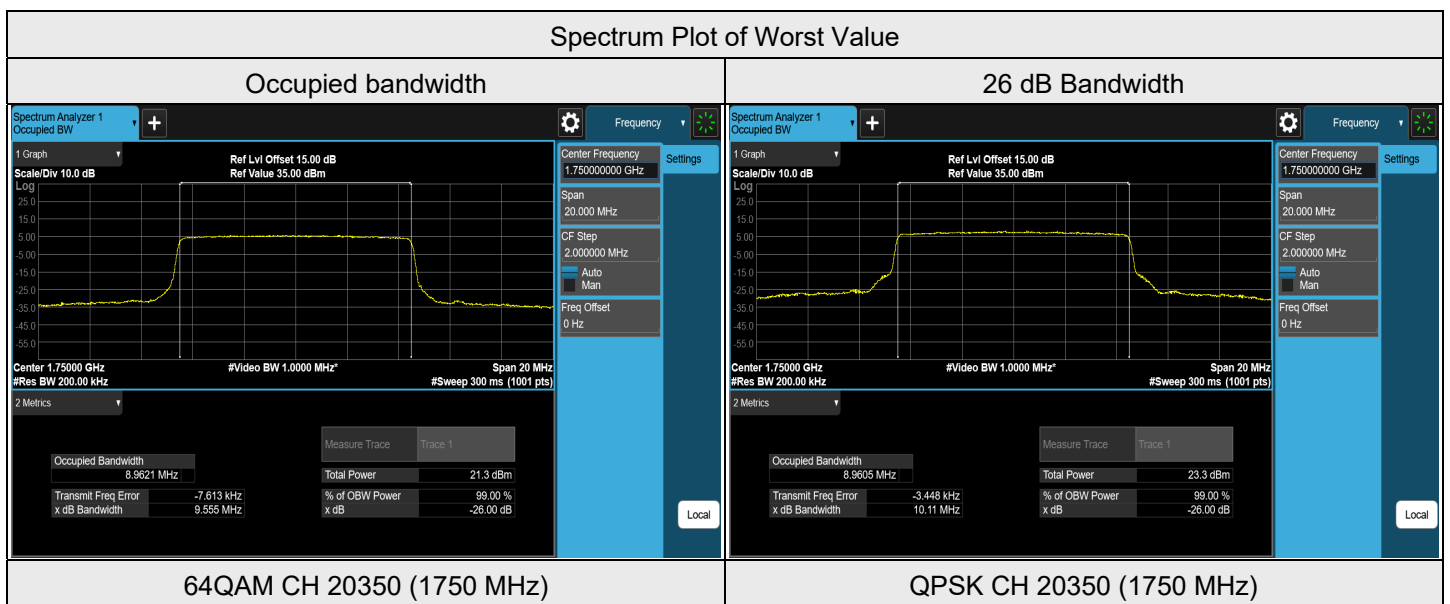 Spectrum Plot of Worst Value
Occupied bandwidth
26 dB Bandwidth
Spectrum Analyzer 1
Occupied BW
+
Frequency
1 Graph
Ref Lvl Offset 15.00 dB
Scale/Div 10.0 dB
Ref Value 35.00 dBm
Log
25.0
15.0
5.00
-5.00
-15.0
-25.0
-35.0
-45.0
-55.0
Center 1.75000 GHz
#Video BW 1.0000 MHz*
Span 20 MHz
#Res BW 200.00 kHz
#Sweep 300 ms (1001 pts)
Center Frequency
1.750000000 GHz
Settings
Span
20.000 MHz
CF Step
2.000000 MHz
Auto
Man
Freq Offset
0 Hz
2 Metrics
Measure Trace Trace 1
Occupied Bandwidth
8.9621 MHz
Total Power 21.3 dBm
Transmit Freq Error -7.613 kHz
% of OBW Power 99.00 %
x dB Bandwidth 9.555 MHz
x dB -26.00 dB
Local
Spectrum Analyzer 1
Occupied BW
+
Frequency
1 Graph
Ref Lvl Offset 15.00 dB
Scale/Div 10.0 dB
Ref Value 35.00 dBm
Log
25.0
15.0
5.00
-5.00
-15.0
-25.0
-35.0
-45.0
-55.0
Center 1.75000 GHz
#Video BW 1.0000 MHz*
Span 20 MHz
#Res BW 200.00 kHz
#Sweep 300 ms (1001 pts)
Center Frequency
1.750000000 GHz
Settings
Span
20.000 MHz
CF Step
2.000000 MHz
Auto
Man
Freq Offset
0 Hz
2 Metrics
Measure Trace Trace 1
Occupied Bandwidth
8.9605 MHz
Total Power 23.3 dBm
Transmit Freq Error -3.448 kHz
% of OBW Power 99.00 %
x dB Bandwidth 10.11 MHz
x dB -26.00 dB
Local
64QAM CH 20350 (1750 MHz)
QPSK CH 20350 (1750 MHz)